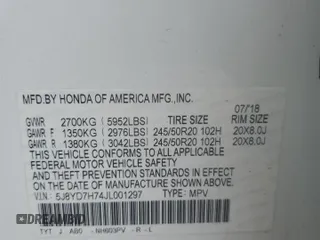 MFD.BY HONDA OF AMERICA MFG.,INC.
07/'18
GVWR 2700KG (5952LBS) TIRE SIZE RIM SIZE
GAWR F 1350KG (2976LBS) 245/50R20 102H 20X8.0J
GAWR R 1380KG (3042LBS) 245/50R20 102H 20X8.0J
THIS VEHICLE CONFORMS TO ALL APPLICABLE
FEDERAL MOTOR VEHICLE SAFETY
AND THEFT PREVENTION STANDARDS IN EFFECT ON
THE DATE OF MANUFACTURE SHOWN ABOVE.
V.I.N.: 5J8YD7H74JL001297 TYPE: MPV
NH603PV -R -L